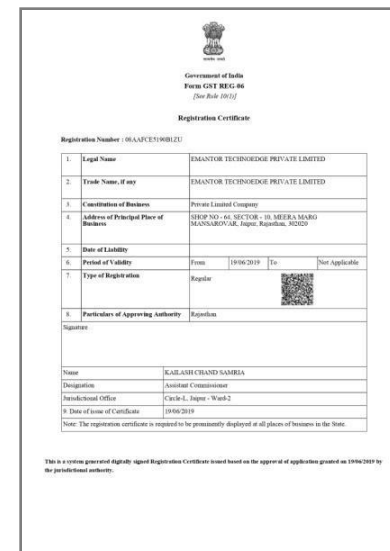 Government of India
Form GST REG-06
[See Rule 10(1)]
Registration Certificate
Registration Number : 08AAFCE5190B1ZU
1. Legal Name EMANTOR TECHNOEDGE PRIVATE LIMITED
2. Trade Name, if any EMANTOR TECHNOEDGE PRIVATE LIMITED
3. Constitution of Business Private Limited Company
4. Address of Principal Place of Business SHOP NO - 64, SECTOR - 10, MEERA MARG
MANSAROVAR, Jaipur, Rajasthan, 302020
5. Date of Liability
6. Period of Validity From 19/06/2019 To Not Applicable
7. Type of Registration Regular
8. Particulars of Approving Authority Rajasthan
Signature
Name KAILASH CHAND SAMRIA
Designation Assistant Commissioner
Jurisdictional Office Circle-L, Jaipur - Ward-2
9. Date of issue of Certificate 19/06/2019
Note: The registration certificate is required to be prominently displayed at all places of business in the State.
This is a system generated digitally signed Registration Certificate issued based on the approval of application granted on 19/06/2019 by
the jurisdictional authority.